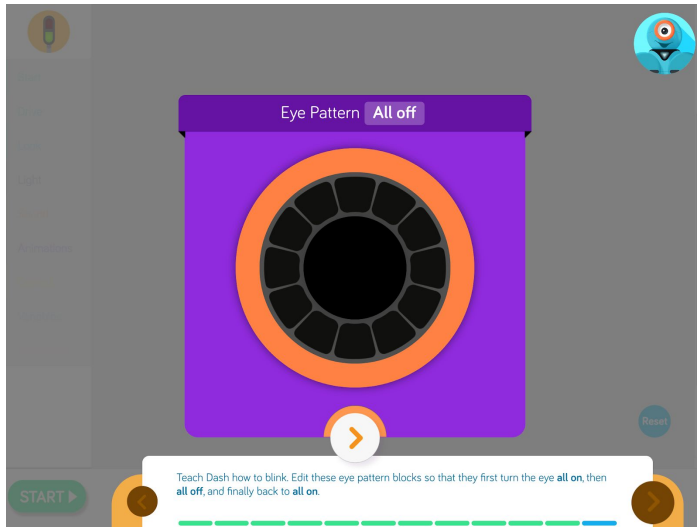 Eye Pattern All off
Reset
Teach Dash how to blink. Edit these eye pattern blocks so that they first turn the eye all on, then
all off, and finally back to all on.
START